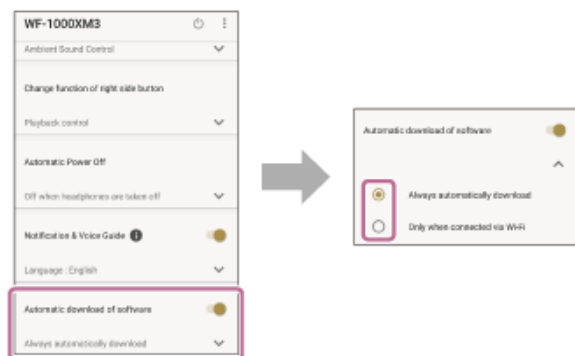 WF-1000XM3
Ambient Sound Control
Change function of right side button
Playback control
Automatic Power Off
Off when headphones are taken off
Notification & Voice Guide
Language : English
Automatic download of software
Always automatically download
Automatic download of software
Always automatically download
Only when connected via Wi-Fi